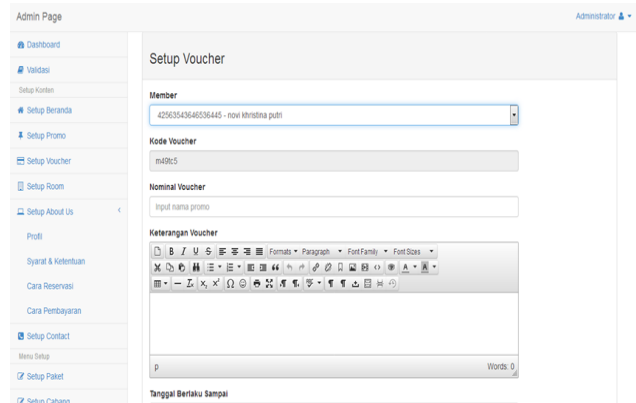 Admin Page
Administrator
Dashboard
Validasi
Setup Konten
Setup Beranda
Setup Promo
Setup Voucher
Setup Room
Setup About Us
Profil
Syarat & Ketentuan
Cara Reservasi
Cara Pembayaran
Setup Contact
Menu Setup
Setup Paket
Setup Cabang
Setup Voucher
Member
42563543646536445 - novi khristina putri
Kode Voucher
m49tc5
Nominal Voucher
Input nama promo
Keterangan Voucher
B I U S Formats Paragraph Font Family Font Sizes
p
Words: 0
Tanggal Berlaku Sampai